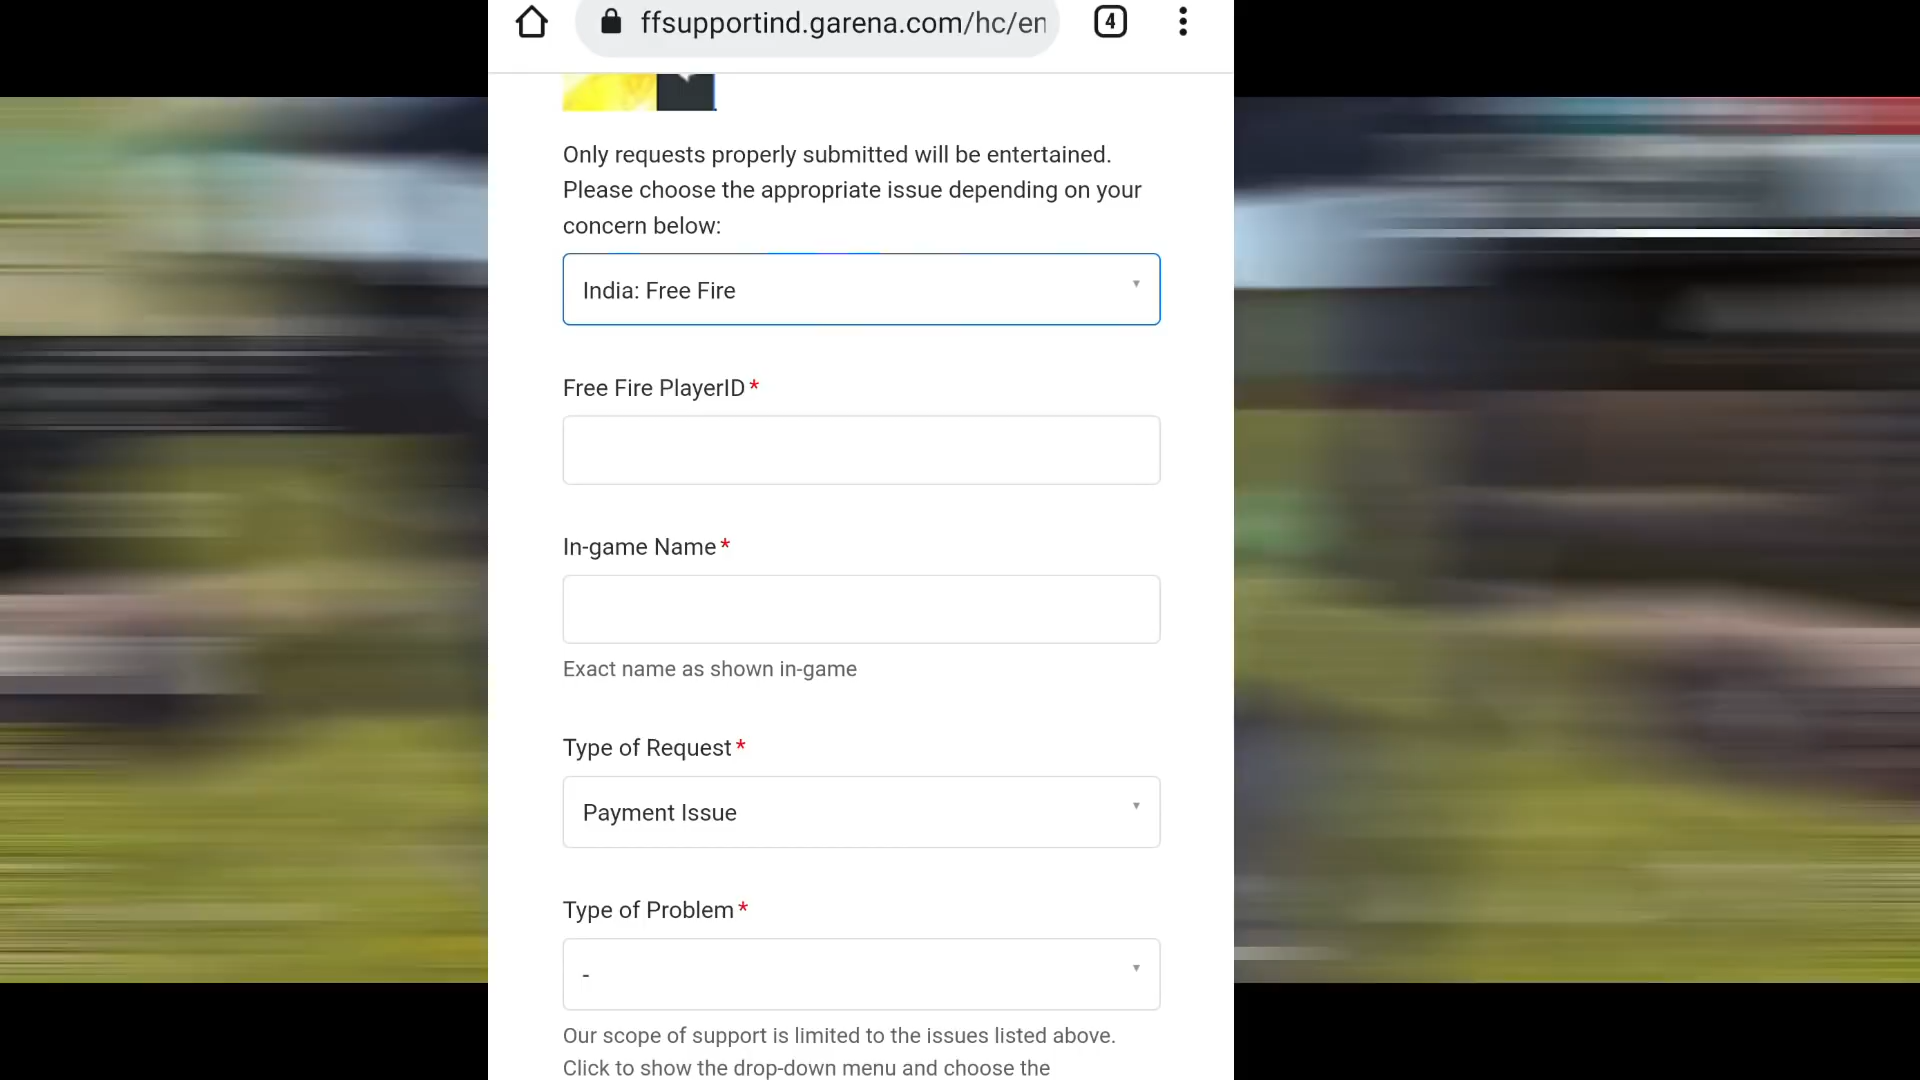 ffsupportind.garena.com/hc/en
4
Only requests properly submitted will be entertained.
Please choose the appropriate issue depending on your
concern below:
India: Free Fire
Free Fire PlayerID*
In-game Name*
Exact name as shown in-game
Type of Request*
Payment Issue
Type of Problem*
-
Our scope of support is limited to the issues listed above.
Click to show the drop-down menu and choose the